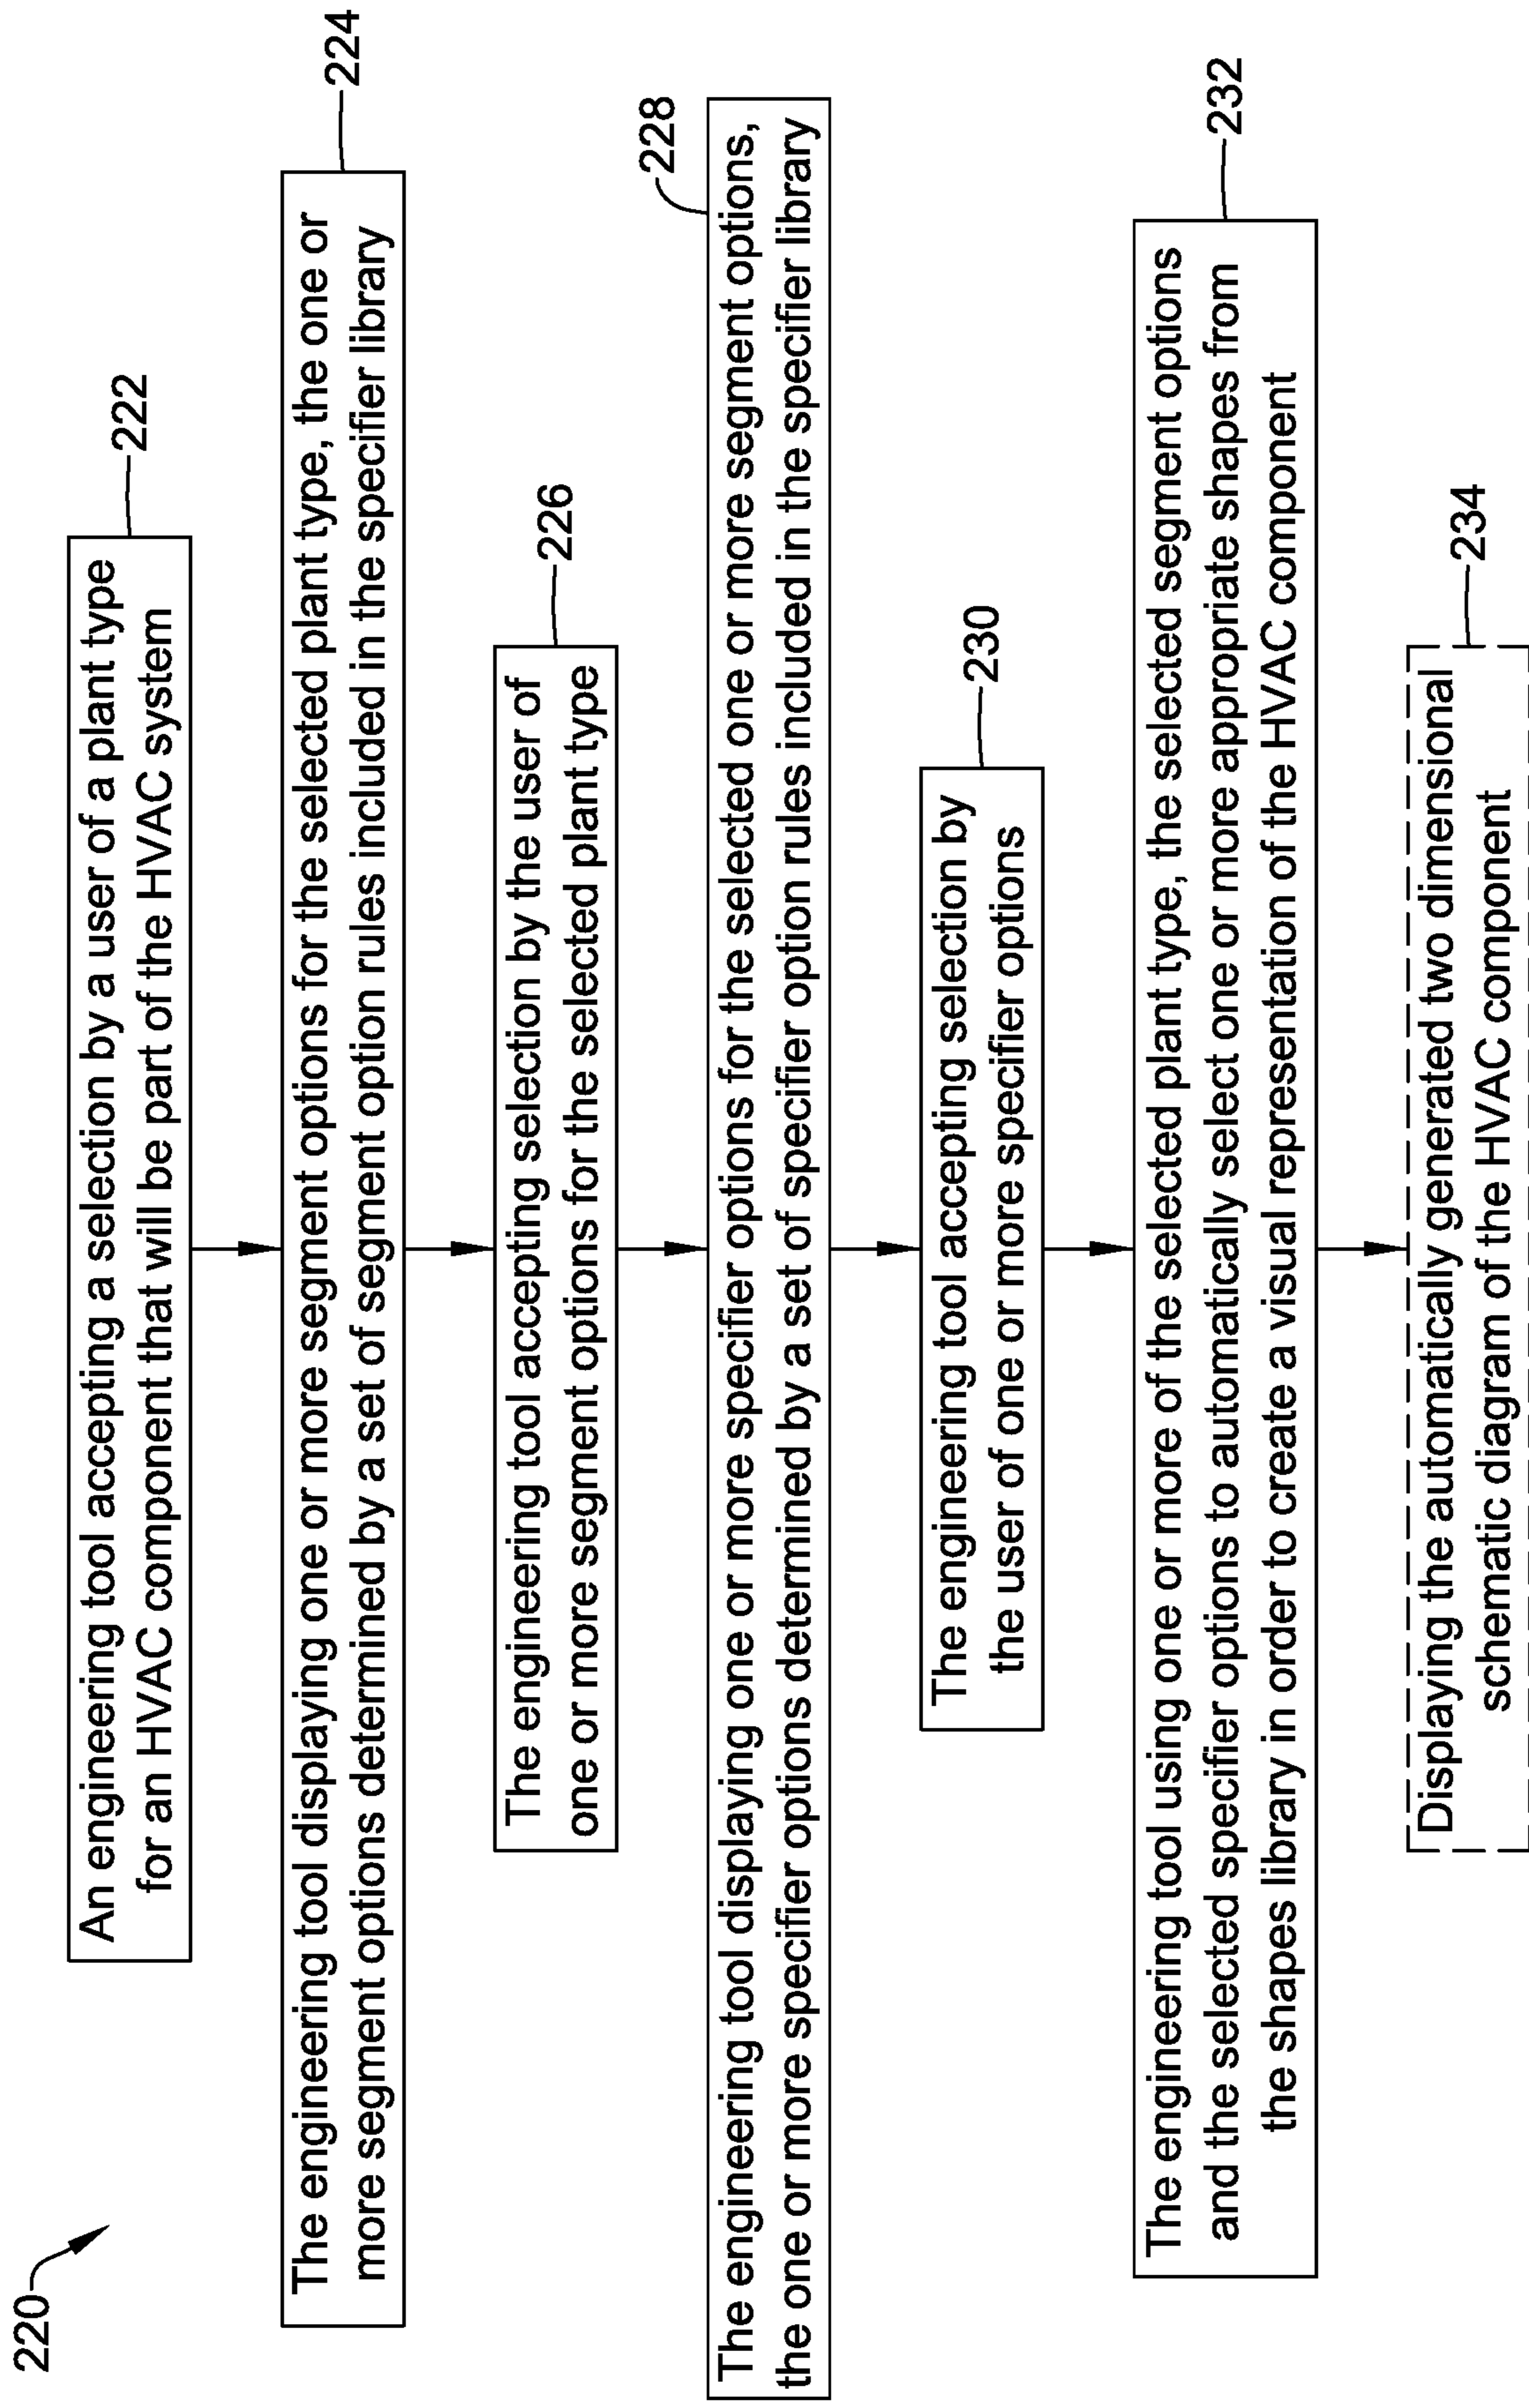 220
An engineering tool accepting a selection by a user of a plant type
for an HVAC component that will be part of the HVAC system
222
The engineering tool displaying one or more segment options for the selected plant type, the one or
more segment options determined by a set of segment option rules included in the specifier library
224
The engineering tool accepting selection by the user of
one or more segment options for the selected plant type
226
The engineering tool displaying one or more specifier options for the selected one or more segment options,
the one or more specifier options determined by a set of specifier option rules included in the specifier library
228
The engineering tool accepting selection by
the user of one or more specifier options
230
The engineering tool using one or more of the selected plant type, the selected segment options
and the selected specifier options to automatically select one or more appropriate shapes from
the shapes library in order to create a visual representation of the HVAC component
232
Displaying the automatically generated two dimensional
schematic diagram of the HVAC component
234